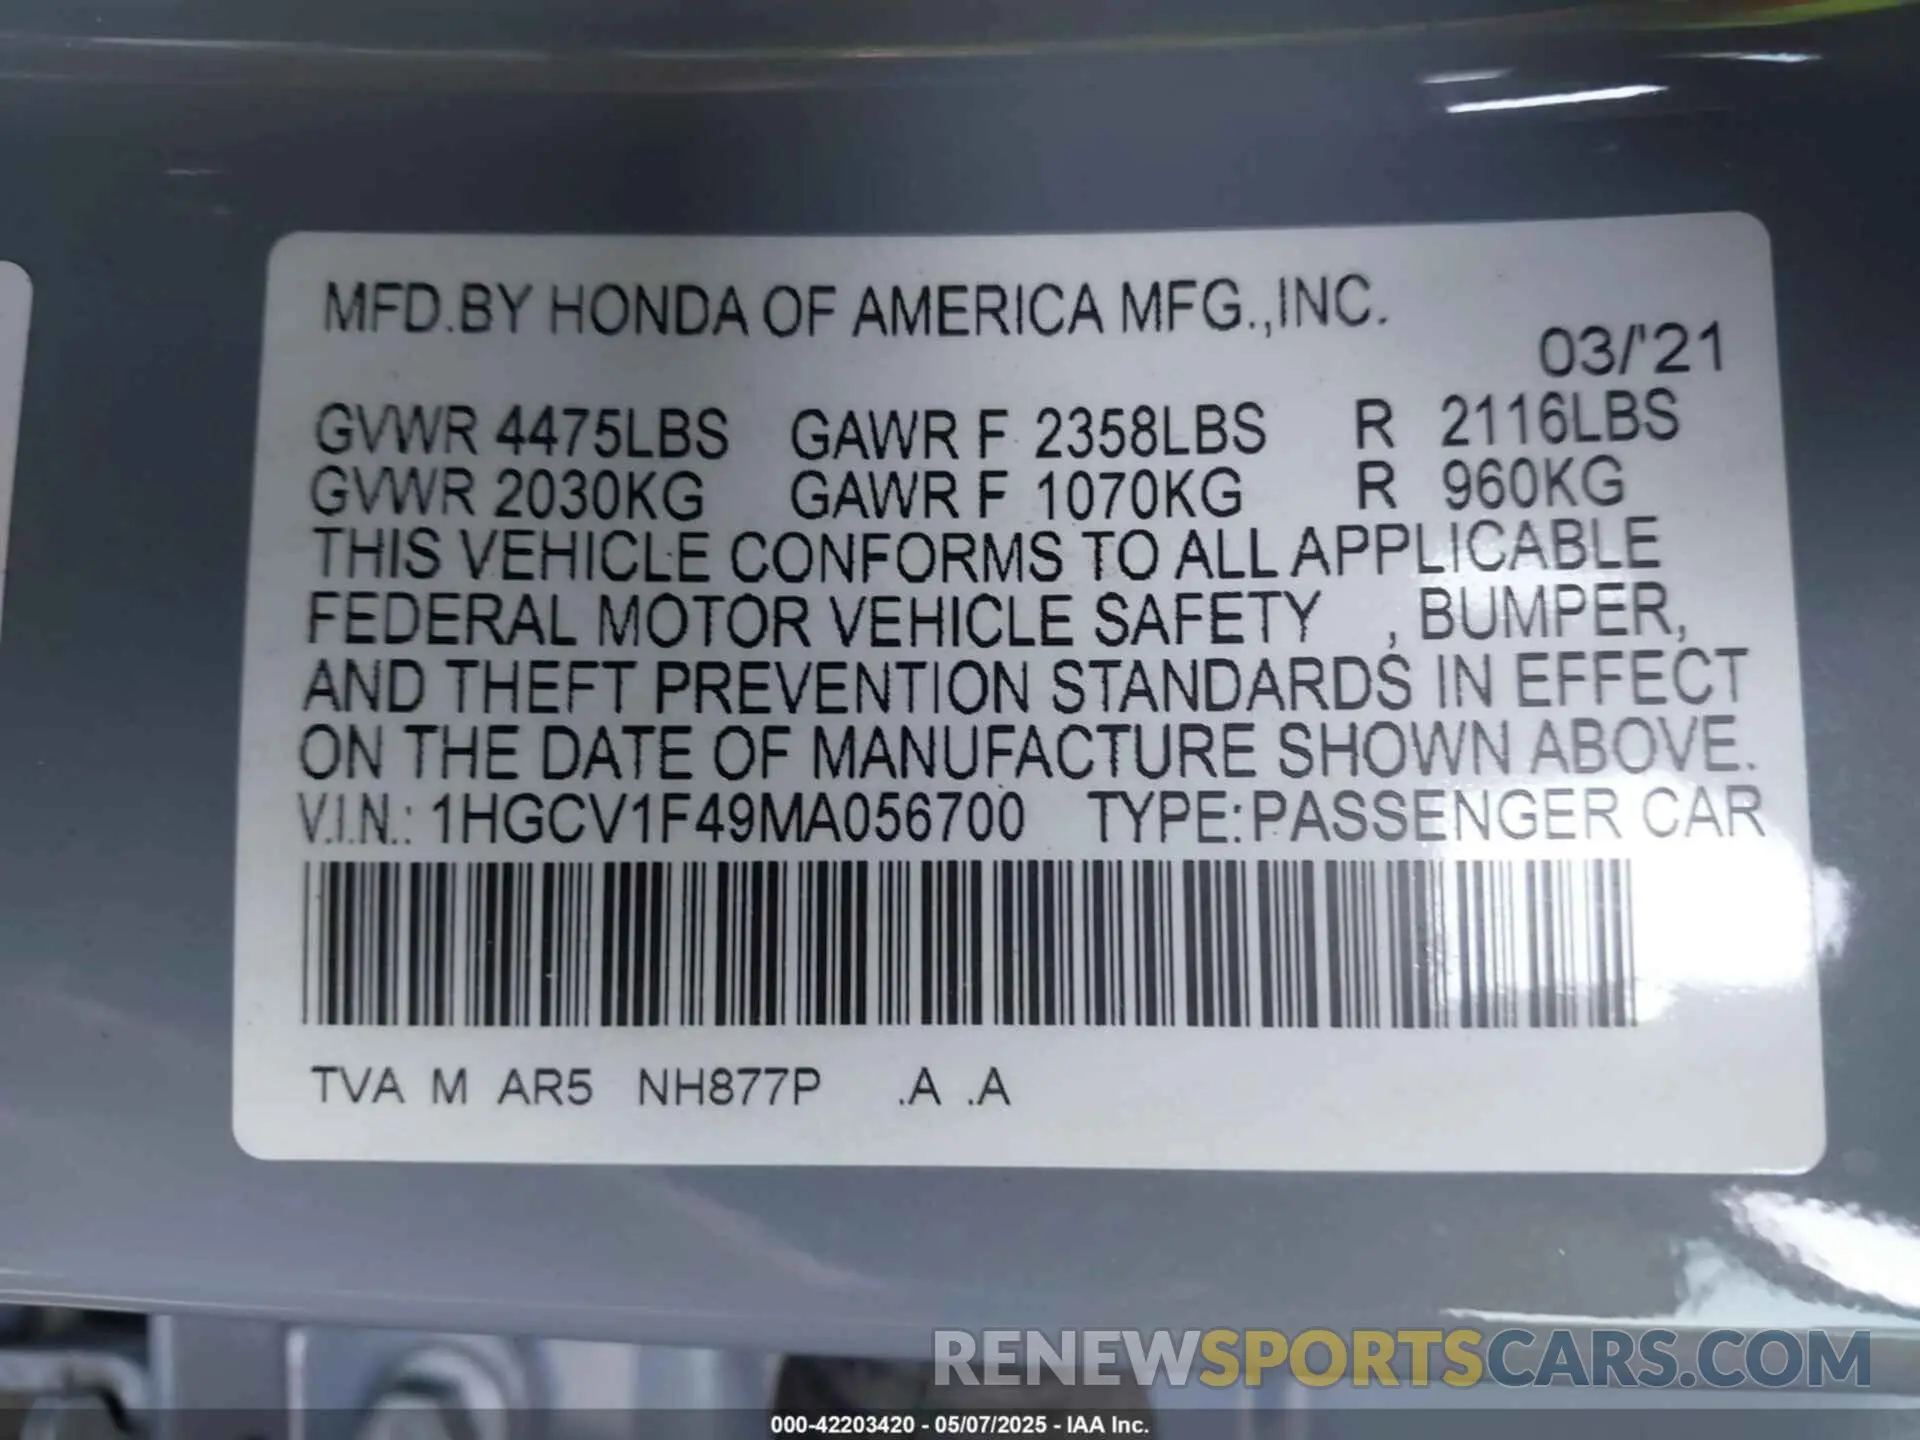 MFD.BY HONDA OF AMERICA MFG.,INC.
03/'21
GVWR 4475LBS GAWR F 2358LBS R 2116LBS
GVWR 2030KG GAWR F 1070KG R 960KG
THIS VEHICLE CONFORMS TO ALL APPLICABLE
FEDERAL MOTOR VEHICLE SAFETY , BUMPER,
AND THEFT PREVENTION STANDARDS IN EFFECT
ON THE DATE OF MANUFACTURE SHOWN ABOVE.
V.I.N.: 1HGCV1F49MA056700 TYPE:PASSENGER CAR
TVA M AR5 NH877P .A .A
RENEWSPORTSCARS.COM
000-42203420 - 05/07/2025 - IAA Inc.